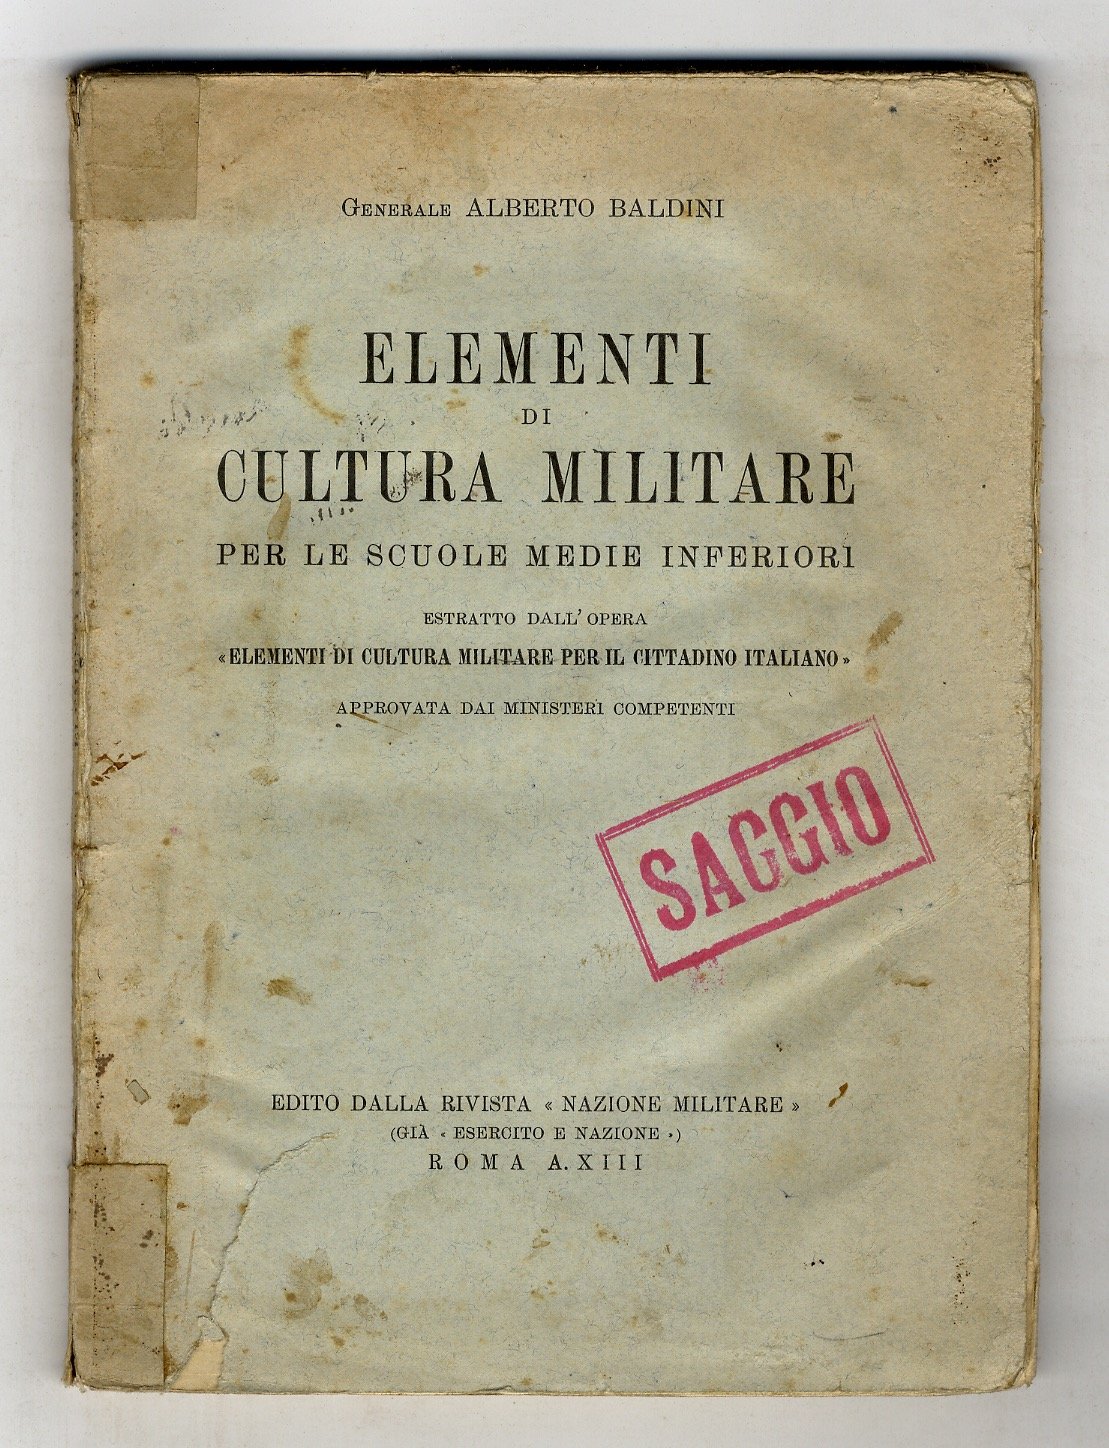 Generale ALBERTO BALDINI
ELEMENTI
DI
CULTURA MILITARE
PER LE SCUOLE MEDIE INFERIORI
ESTRATTO DALL'OPERA
«ELEMENTI DI CULTURA MILITARE PER IL CITTADINO ITALIANO»
APPROVATA DAI MINISTERI COMPETENTI
SAGGIO
EDITO DALLA RIVISTA « NAZIONE MILITARE »
(GIÀ « ESERCITO E NAZIONE »)
ROMA A. XIII